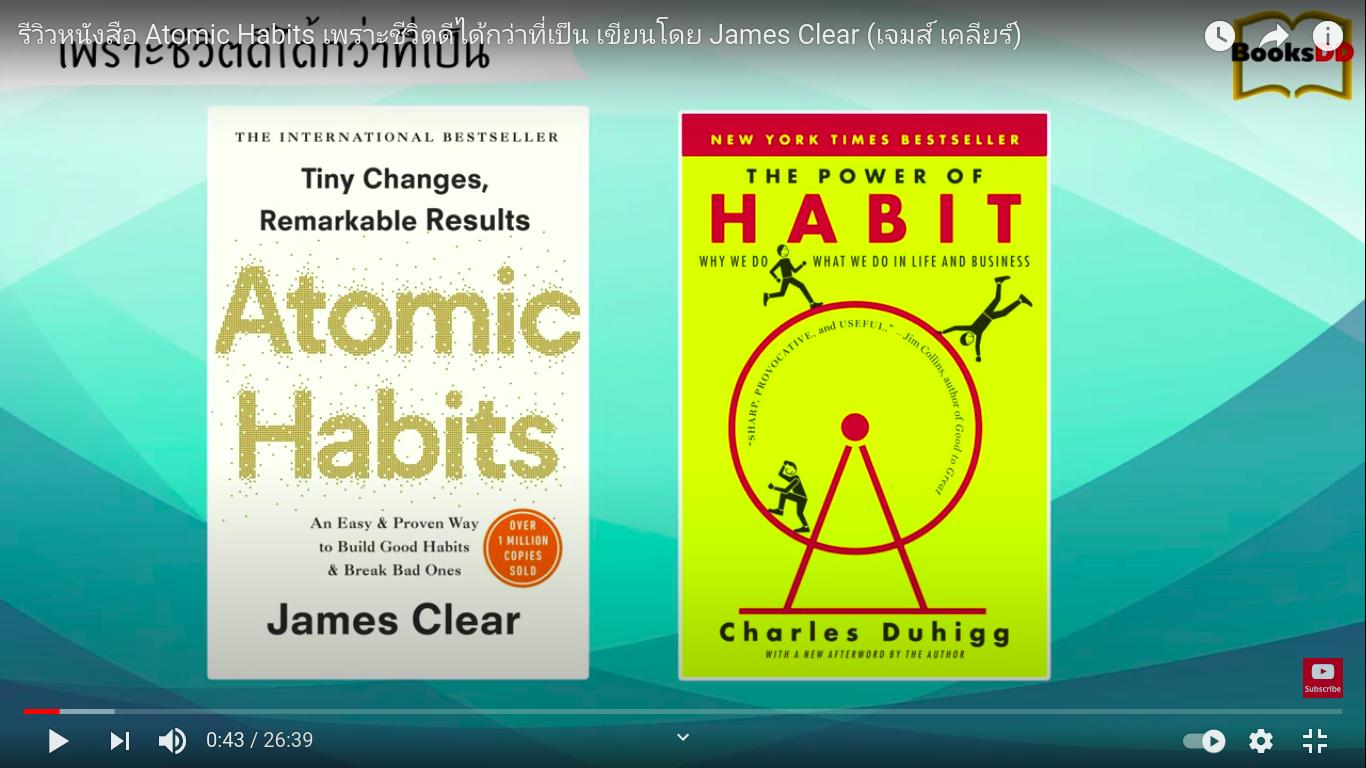 รีวิวหนังสือ Atomic Habits เพราะชีวิตดีได้กว่าที่เป็น เขียนโดย James Clear (เจมส์ เคลียร์)
เพราะชีวิตดีได้กว่าที่เป็น
BooksDD
THE INTERNATIONAL BESTSELLER
Tiny Changes,
Remarkable Results
Atomic
Habits
An Easy & Proven Way
to Build Good Habits
& Break Bad Ones
OVER
1 MILLION
COPIES
SOLD
James Clear
NEW YORK TIMES BESTSELLER
THE POWER OF
HABIT
WHY WE DO WHAT WE DO IN LIFE AND BUSINESS
"SHARP, PROVOCATIVE, and USEFUL." —Jim Collins, author of Good to Great
Charles Duhigg
WITH A NEW AFTERWORD BY THE AUTHOR
Subscribe
0:43 / 26:39